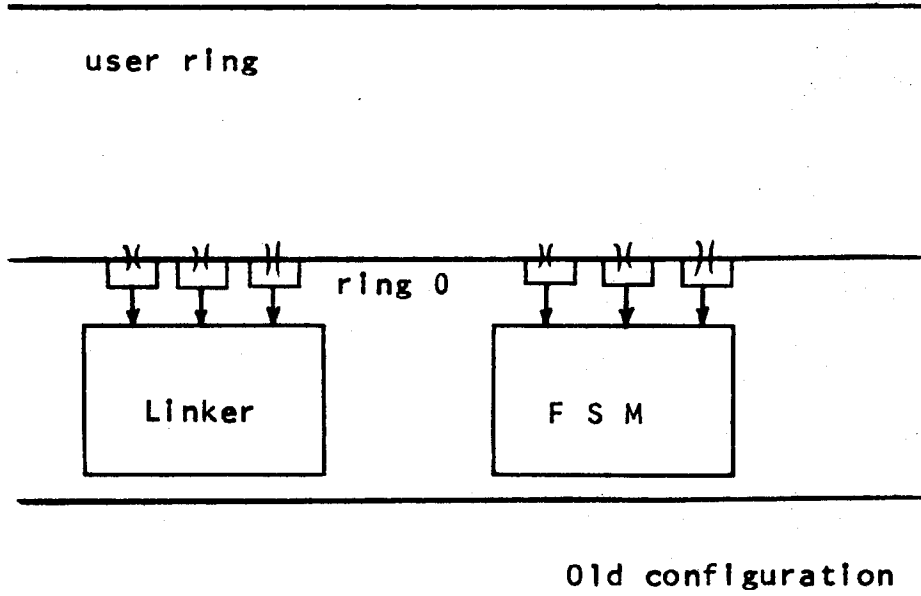 user ring
ring 0
Linker
F S M
Old configuration